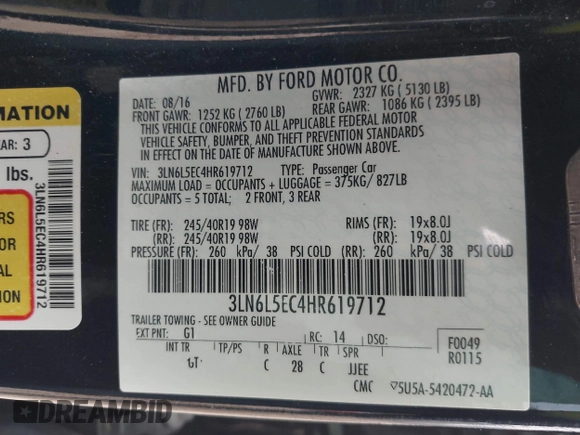 MFD. BY FORD MOTOR CO.
DATE: 08/16 GVWR: 2327 KG ( 5130 LB)
FRONT GAWR: 1252 KG ( 2760 LB) REAR GAWR: 1086 KG ( 2395 LB)
THIS VEHICLE CONFORMS TO ALL APPLICABLE FEDERAL MOTOR
VEHICLE SAFETY, BUMPER, AND THEFT PREVENTION STANDARDS
IN EFFECT ON THE DATE OF MANUFACTURE SHOWN ABOVE.
VIN: 3LN6L5EC4HR619712 TYPE: Passenger Car
MAXIMUM LOAD = OCCUPANTS + LUGGAGE = 375KG/ 827LB
OCCUPANTS = 5 TOTAL; 2 FRONT, 3 REAR
TIRE (FR): 245/40R19 98W RIMS (FR): 19x8.0J
(RR): 245/40R19 98W (RR): 19x8.0J
PRESSURE (FR): 260 kPa/ 38 PSI COLD (RR): 260 kPa/ 38 PSI COLD
3LN6L5EC4HR619712
TRAILER TOWING - SEE OWNER GUIDE
EXT PNT: G1 RC: 14 DSO: F0049
INT TR TP/PS R AXLE TR SPR R0115
C 28 C JJEE
CMC 5U5A-5420472-AA
MATION
AR: 3
lbs.
RS
OR
AL
3LN6L5EC4HR619712
DREAMBID